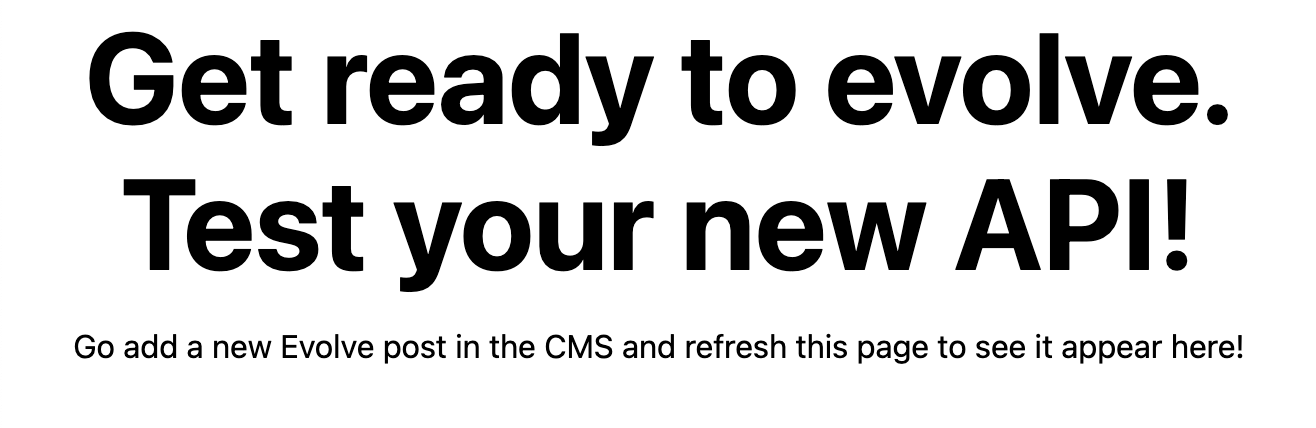 Get ready to evolve.
Test your new API!
Go add a new Evolve post in the CMS and refresh this page to see it appear here!